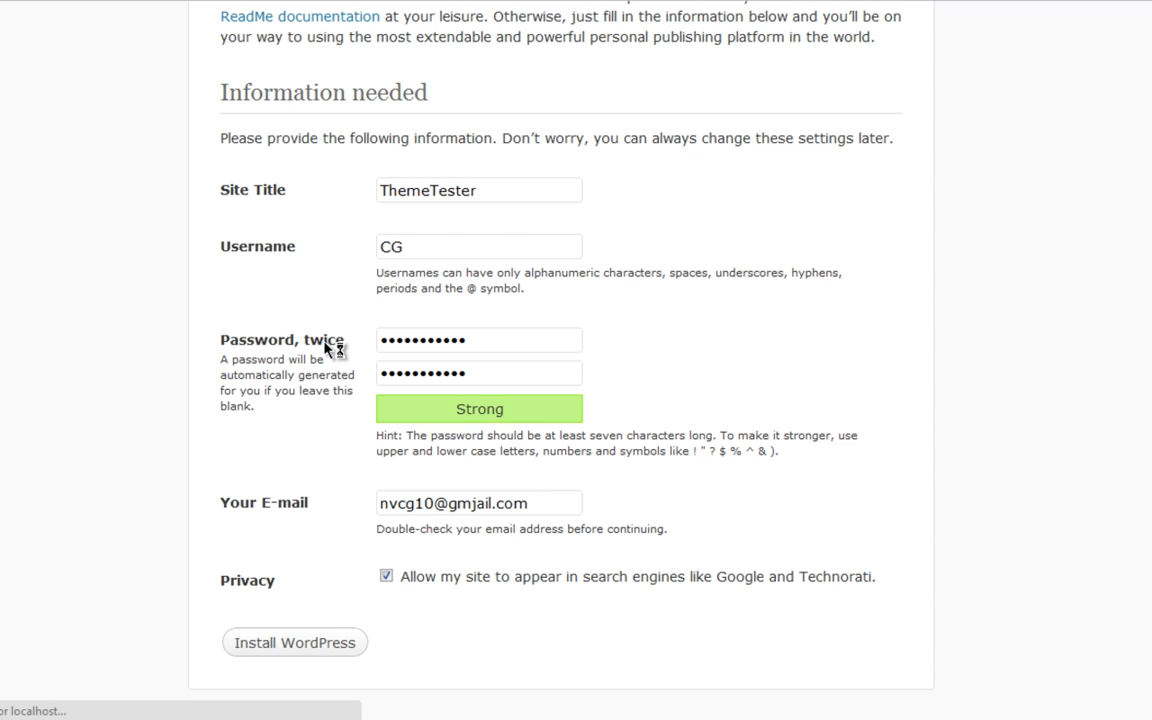 ReadMe documentation at your leisure. Otherwise, just fill in the information below and you'll be on
your way to using the most extendable and powerful personal publishing platform in the world.
Information needed
Please provide the following information. Don't worry, you can always change these settings later.
Site Title
ThemeTester
Username
CG
Usernames can have only alphanumeric characters, spaces, underscores, hyphens,
periods and the @ symbol.
Password, twice
A password will be
automatically generated
for you if you leave this
blank.
•••••••••••
•••••••••••
Strong
Hint: The password should be at least seven characters long. To make it stronger, use
upper and lower case letters, numbers and symbols like ! " ? $ % ^ & ).
Your E-mail
nvcg10@gmjail.com
Double-check your email address before continuing.
Privacy
Allow my site to appear in search engines like Google and Technorati.
Install WordPress
or localhost...